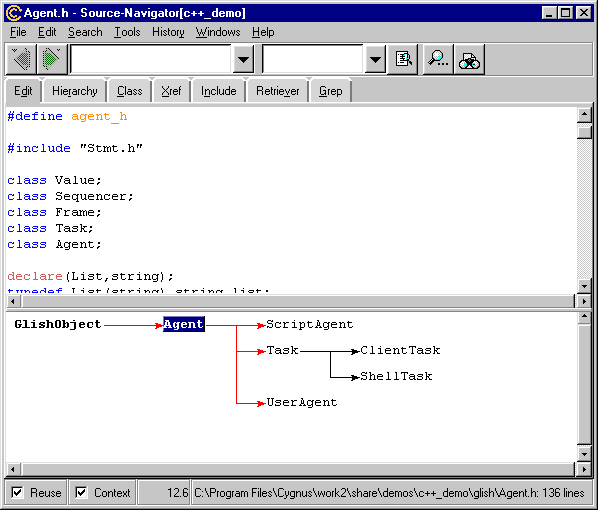 Agent.h - Source-Navigator[c++_demo]
File Edit Search Tools History Windows Help
Edit Hierarchy Class Xref Include Retriever Grep
#define agent_h
#include "Stmt.h"
class Value;
class Sequencer;
class Frame;
class Task;
class Agent;
declare(List,string);
typedef List(string) string_list;
GlishObject Agent ScriptAgent
Task ClientTask
ShellTask
UserAgent
Reuse Context 12.6 C:\Program Files\Cygnus\work2\share\demos\c++_demo\glish\Agent.h: 136 lines